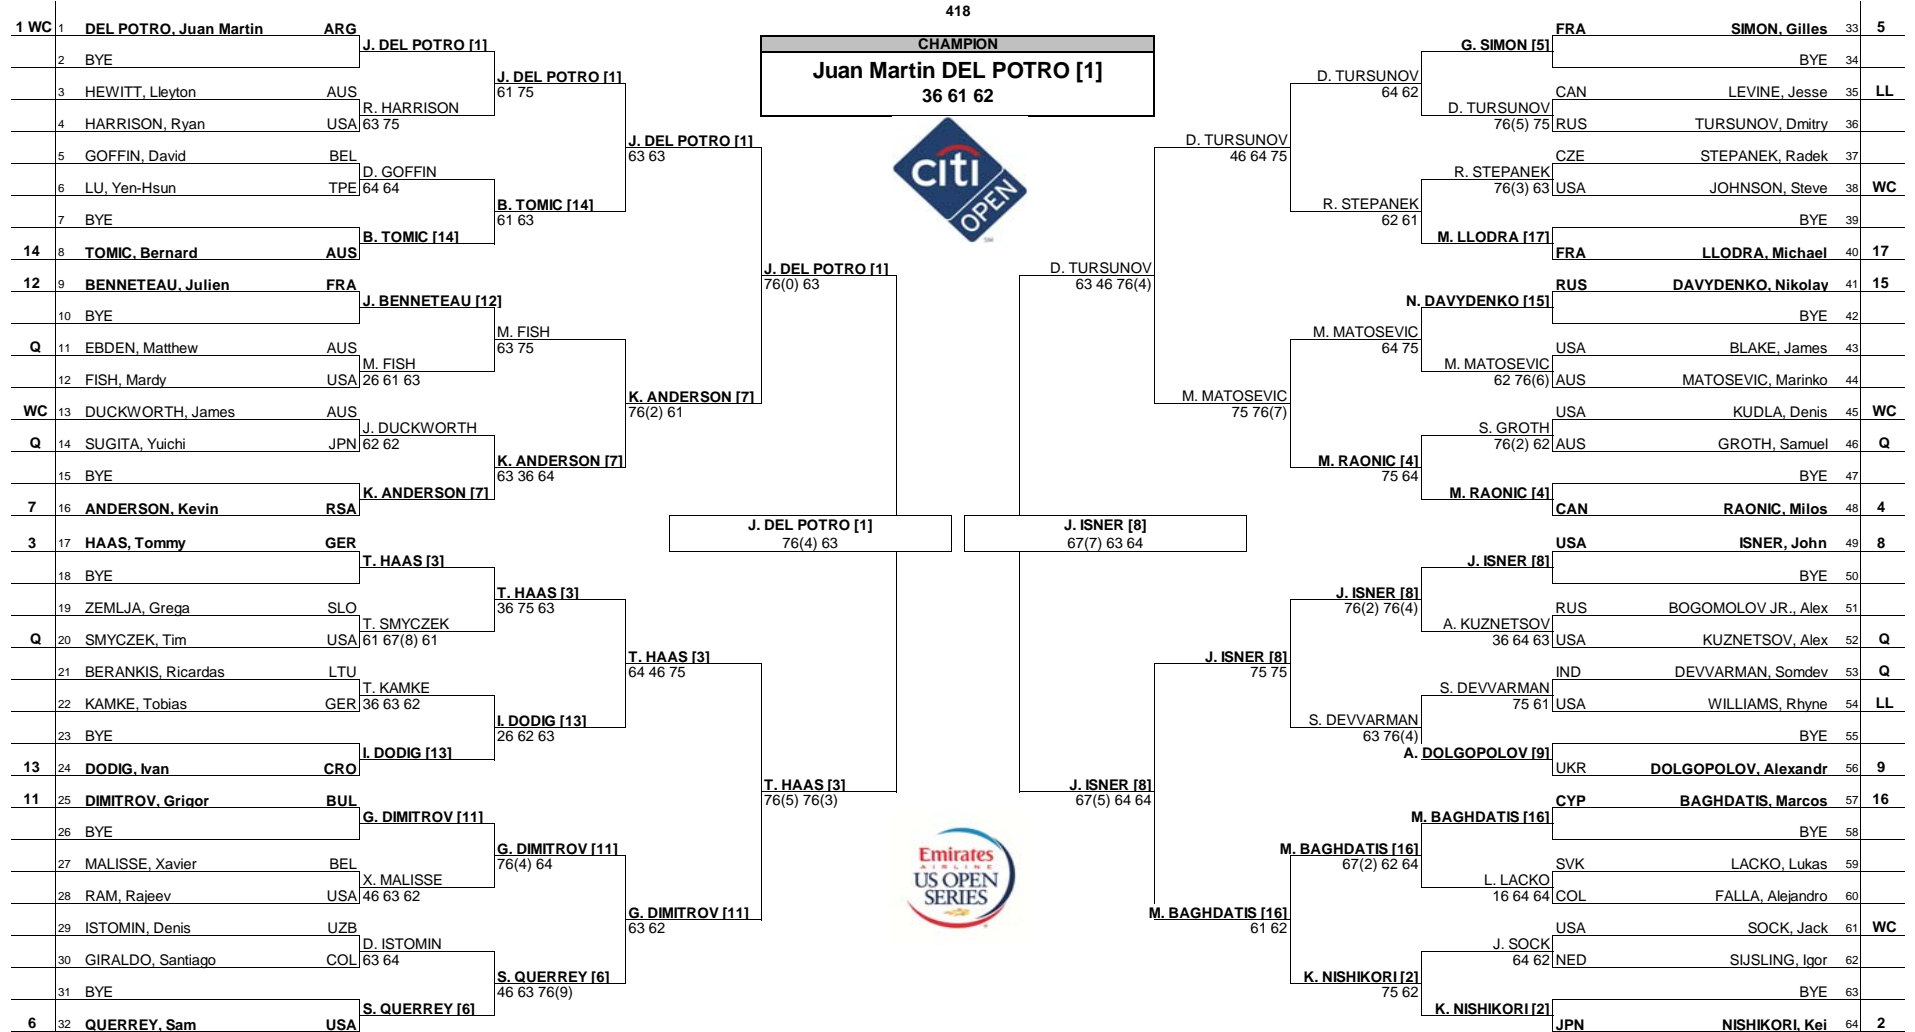 418
CHAMPION
Juan Martin DEL POTRO [1]
36 61 62
1 WC 1 DEL POTRO, Juan Martin ARG
2 BYE
3 HEWITT, Lleyton AUS
4 HARRISON, Ryan USA
5 GOFFIN, David BEL
6 LU, Yen-Hsun TPE
7 BYE
14 8 TOMIC, Bernard AUS
12 9 BENNETEAU, Julien FRA
10 BYE
Q 11 EBDEN, Matthew AUS
12 FISH, Mardy USA
WC 13 DUCKWORTH, James AUS
Q 14 SUGITA, Yuichi JPN
15 BYE
7 16 ANDERSON, Kevin RSA
3 17 HAAS, Tommy GER
18 BYE
19 ZEMLJA, Grega SLO
Q 20 SMYCZEK, Tim USA
21 BERANKIS, Ricardas LTU
22 KAMKE, Tobias GER
23 BYE
13 24 DODIG, Ivan CRO
11 25 DIMITROV, Grigor BUL
26 BYE
27 MALISSE, Xavier BEL
28 RAM, Rajeev USA
29 ISTOMIN, Denis UZB
30 GIRALDO, Santiago COL
31 BYE
6 32 QUERREY, Sam USA
J. DEL POTRO [1]
R. HARRISON
63 75
D. GOFFIN
64 64
B. TOMIC [14]
J. BENNETEAU [12]
M. FISH
26 61 63
J. DUCKWORTH
62 62
K. ANDERSON [7]
T. HAAS [3]
T. SMYCZEK
61 67(8) 61
T. KAMKE
36 63 62
I. DODIG [13]
G. DIMITROV [11]
X. MALISSE
46 63 62
D. ISTOMIN
63 64
S. QUERREY [6]
J. DEL POTRO [1]
61 75
B. TOMIC [14]
61 63
M. FISH
63 75
K. ANDERSON [7]
63 36 64
T. HAAS [3]
36 75 63
I. DODIG [13]
26 62 63
G. DIMITROV [11]
76(4) 64
S. QUERREY [6]
46 63 76(9)
J. DEL POTRO [1]
63 63
K. ANDERSON [7]
76(2) 61
T. HAAS [3]
64 46 75
G. DIMITROV [11]
63 62
J. DEL POTRO [1]
76(0) 63
T. HAAS [3]
76(5) 76(3)
J. DEL POTRO [1]
76(4) 63
citi
OPEN
SM
Emirates
AIRLINE
US OPEN
SERIES
J. ISNER [8]
67(7) 63 64
D. TURSUNOV
63 46 76(4)
J. ISNER [8]
67(5) 64 64
D. TURSUNOV
46 64 75
M. MATOSEVIC
75 76(7)
J. ISNER [8]
75 75
M. BAGHDATIS [16]
61 62
D. TURSUNOV
64 62
R. STEPANEK
62 61
M. MATOSEVIC
64 75
M. RAONIC [4]
75 64
J. ISNER [8]
76(2) 76(4)
S. DEVVARMAN
63 76(4)
M. BAGHDATIS [16]
67(2) 62 64
K. NISHIKORI [2]
75 62
G. SIMON [5]
D. TURSUNOV
76(5) 75
R. STEPANEK
76(3) 63
M. LLODRA [17]
N. DAVYDENKO [15]
M. MATOSEVIC
62 76(6)
S. GROTH
76(2) 62
M. RAONIC [4]
J. ISNER [8]
A. KUZNETSOV
36 64 63
S. DEVVARMAN
75 61
A. DOLGOPOLOV [9]
M. BAGHDATIS [16]
L. LACKO
16 64 64
J. SOCK
64 62
K. NISHIKORI [2]
FRA SIMON, Gilles 33 5
BYE 34
CAN LEVINE, Jesse 35 LL
RUS TURSUNOV, Dmitry 36
CZE STEPANEK, Radek 37
USA JOHNSON, Steve 38 WC
BYE 39
FRA LLODRA, Michael 40 17
RUS DAVYDENKO, Nikolay 41 15
BYE 42
USA BLAKE, James 43
AUS MATOSEVIC, Marinko 44
USA KUDLA, Denis 45 WC
AUS GROTH, Samuel 46 Q
BYE 47
CAN RAONIC, Milos 48 4
USA ISNER, John 49 8
BYE 50
RUS BOGOMOLOV JR., Alex 51
USA KUZNETSOV, Alex 52 Q
IND DEVVARMAN, Somdev 53 Q
USA WILLIAMS, Rhyne 54 LL
BYE 55
UKR DOLGOPOLOV, Alexandr 56 9
CYP BAGHDATIS, Marcos 57 16
BYE 58
SVK LACKO, Lukas 59
COL FALLA, Alejandro 60
USA SOCK, Jack 61 WC
NED SIJSLING, Igor 62
BYE 63
JPN NISHIKORI, Kei 64 2